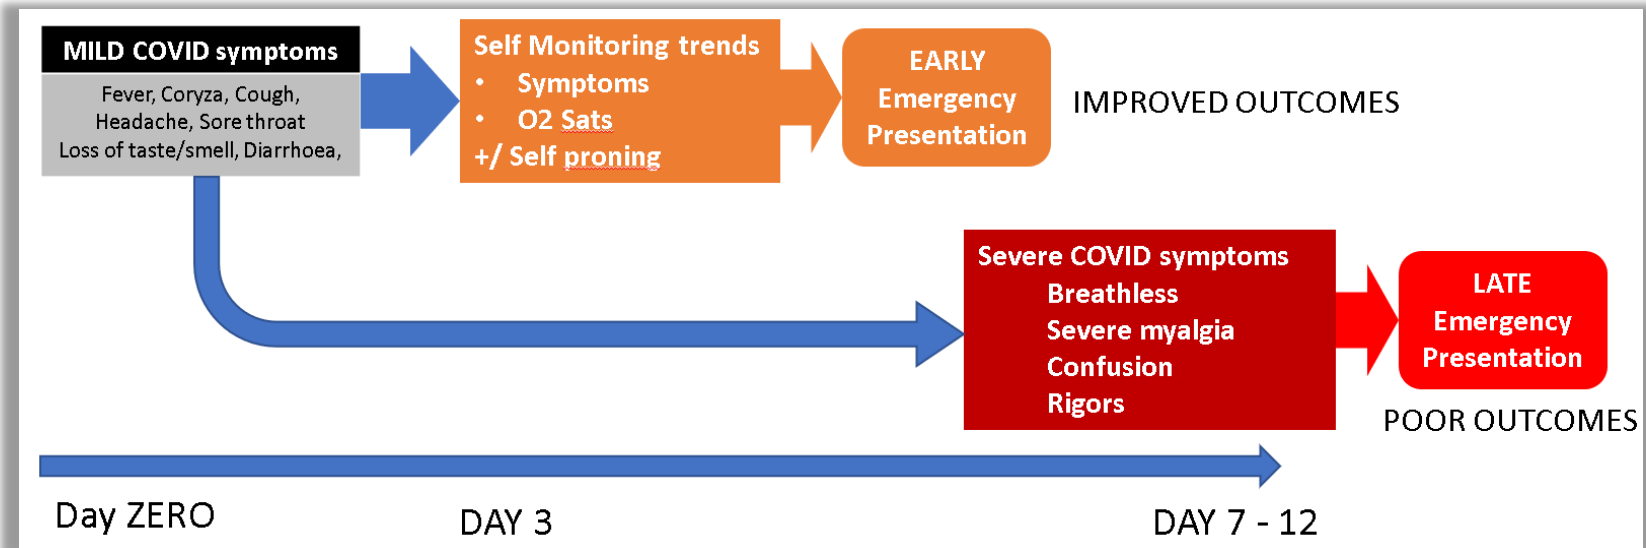 MILD COVID symptoms
Fever, Coryza, Cough,
Headache, Sore throat
Loss of taste/smell, Diarrhoea,
Self Monitoring trends
• Symptoms
• O2 Sats
+/ Self proning
EARLY
Emergency
Presentation
IMPROVED OUTCOMES
Severe COVID symptoms
Breathless
Severe myalgia
Confusion
Rigors
LATE
Emergency
Presentation
POOR OUTCOMES
Day ZERO
DAY 3
DAY 7 - 12